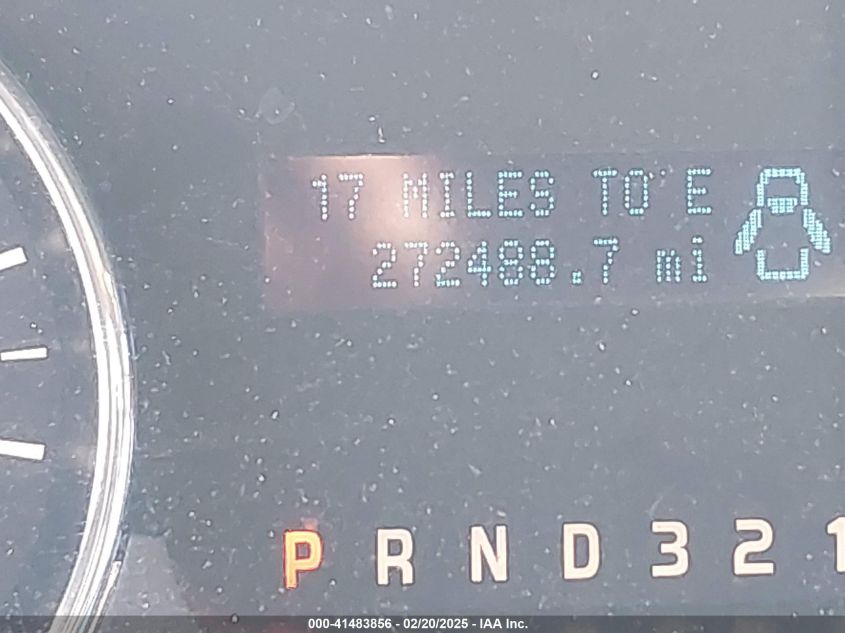 17 MILES TO E
272488.7 mi
P R N D 3 2 1
000-41483856 - 02/20/2025 - IAA Inc.